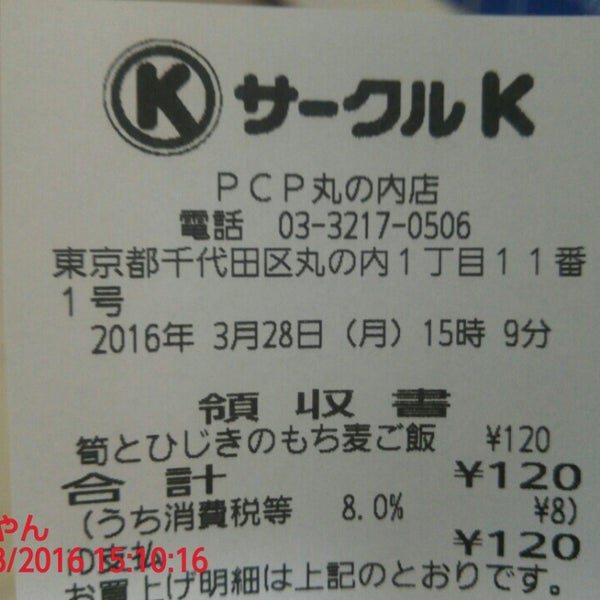 K サークルK
PCP丸の内店
電話 03-3217-0506
東京都千代田区丸の内1丁目11番
1号
2016年 3月28日(月)15時 9分
領収書
筍とひじきのもち麦ご飯 ¥120
合計 ¥120
(うち消費税等 8.0% ¥8)
やん
支払 ¥120
3/2016 15:10:16
お買上げ明細は上記のとおりです。